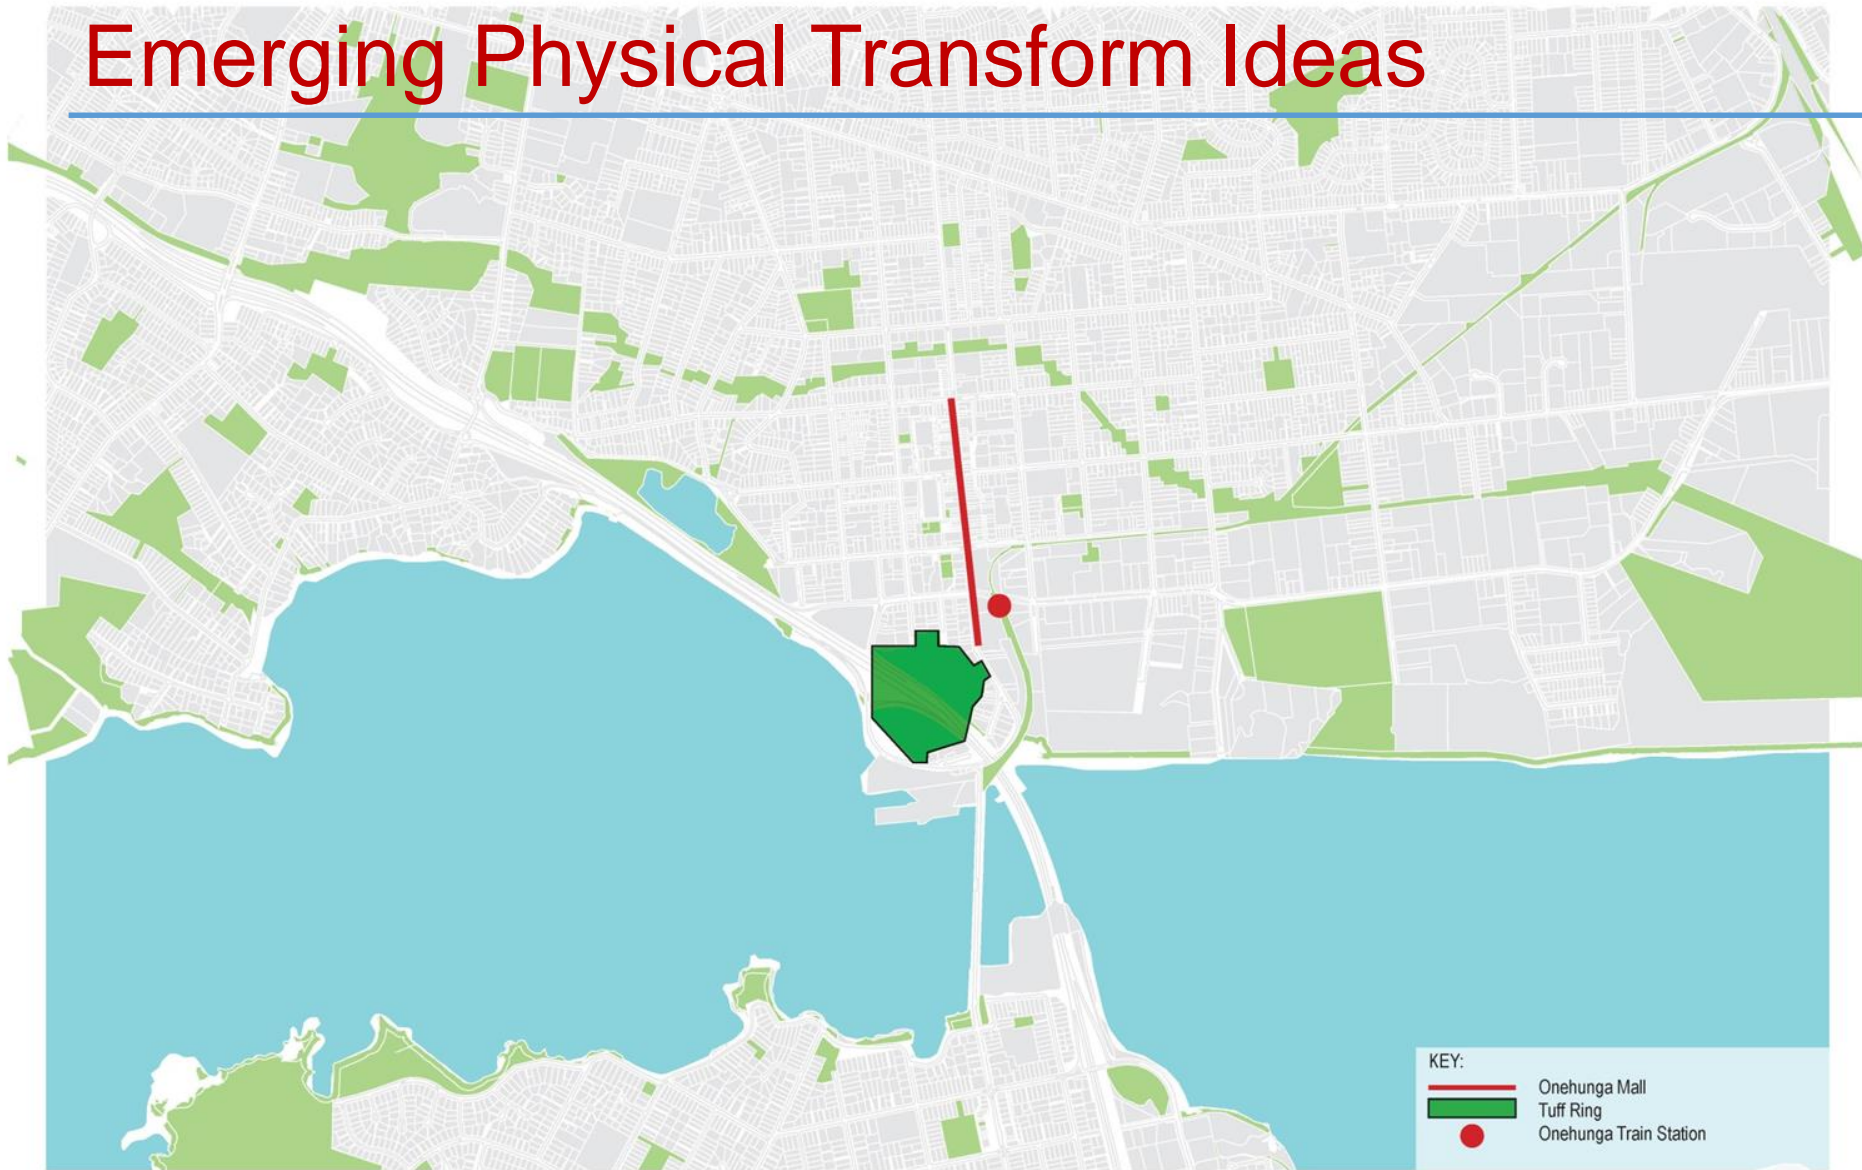 Emerging Physical Transform Ideas
KEY:
Onehunga Mall
Tuff Ring
Onehunga Train Station